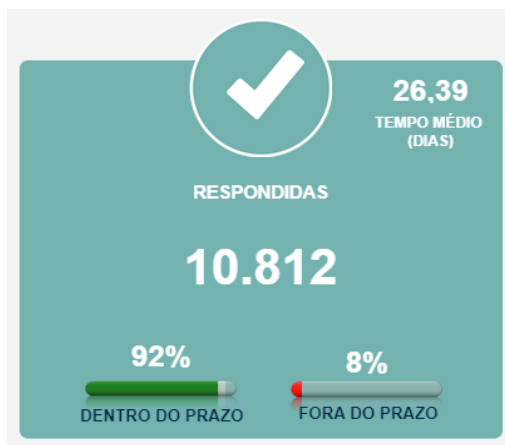 26,39
TEMPO MÉDIO
(DIAS)
RESPONDIDAS
10.812
92%
DENTRO DO PRAZO
8%
FORA DO PRAZO